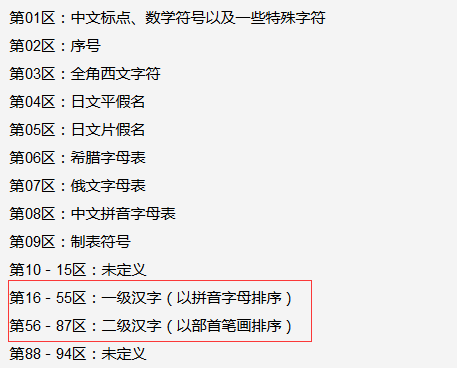 第01区：中文标点、数学符号以及一些特殊字符
第02区：序号
第03区：全角西文字符
第04区：日文平假名
第05区：日文片假名
第06区：希腊字母表
第07区：俄文字母表
第08区：中文拼音字母表
第09区：制表符号
第10－15区：未定义
第16－55区：一级汉字（以拼音字母排序）
第56－87区：二级汉字（以部首笔画排序）
第88－94区：未定义